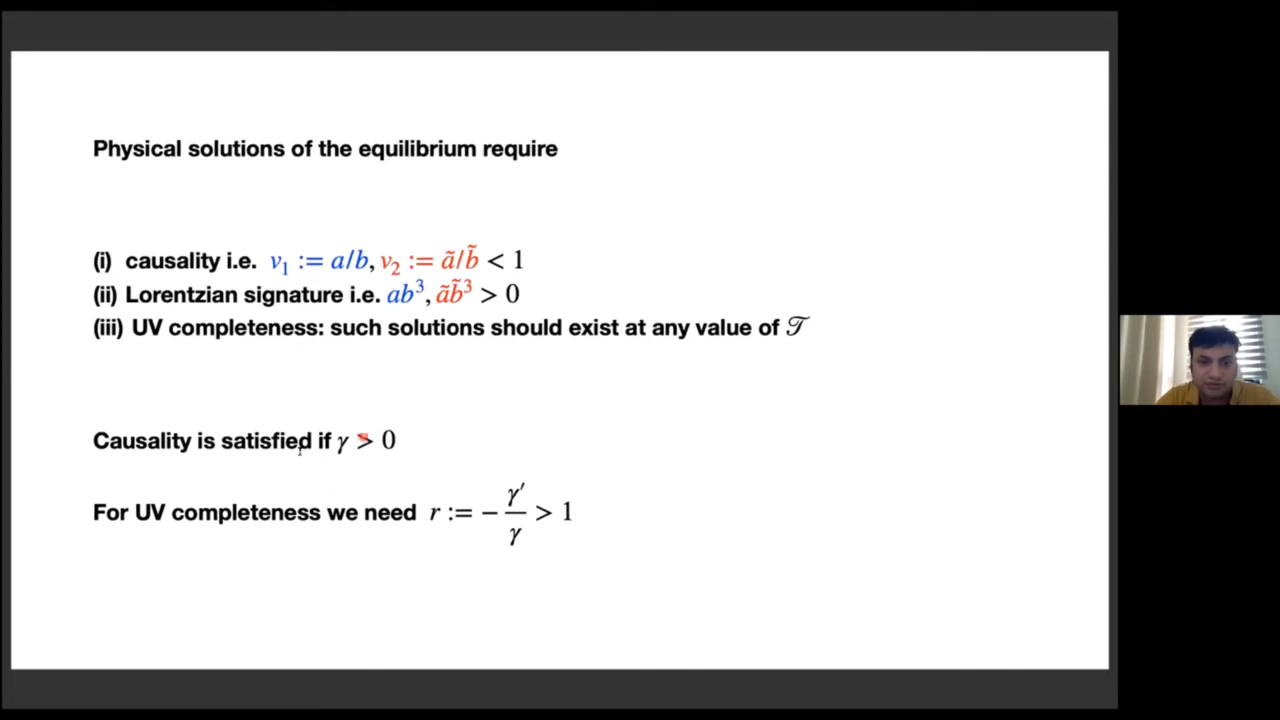 Physical solutions of the equilibrium require
(i) causality i.e. v₁ := a/b, v₂ := ã/b̃ < 1
(ii) Lorentzian signature i.e. ab³, ãb̃³ > 0
(iii) UV completeness: such solutions should exist at any value of 𝒯
Causality is satisfied if γ > 0
For UV completeness we need r := − γ′/γ > 1